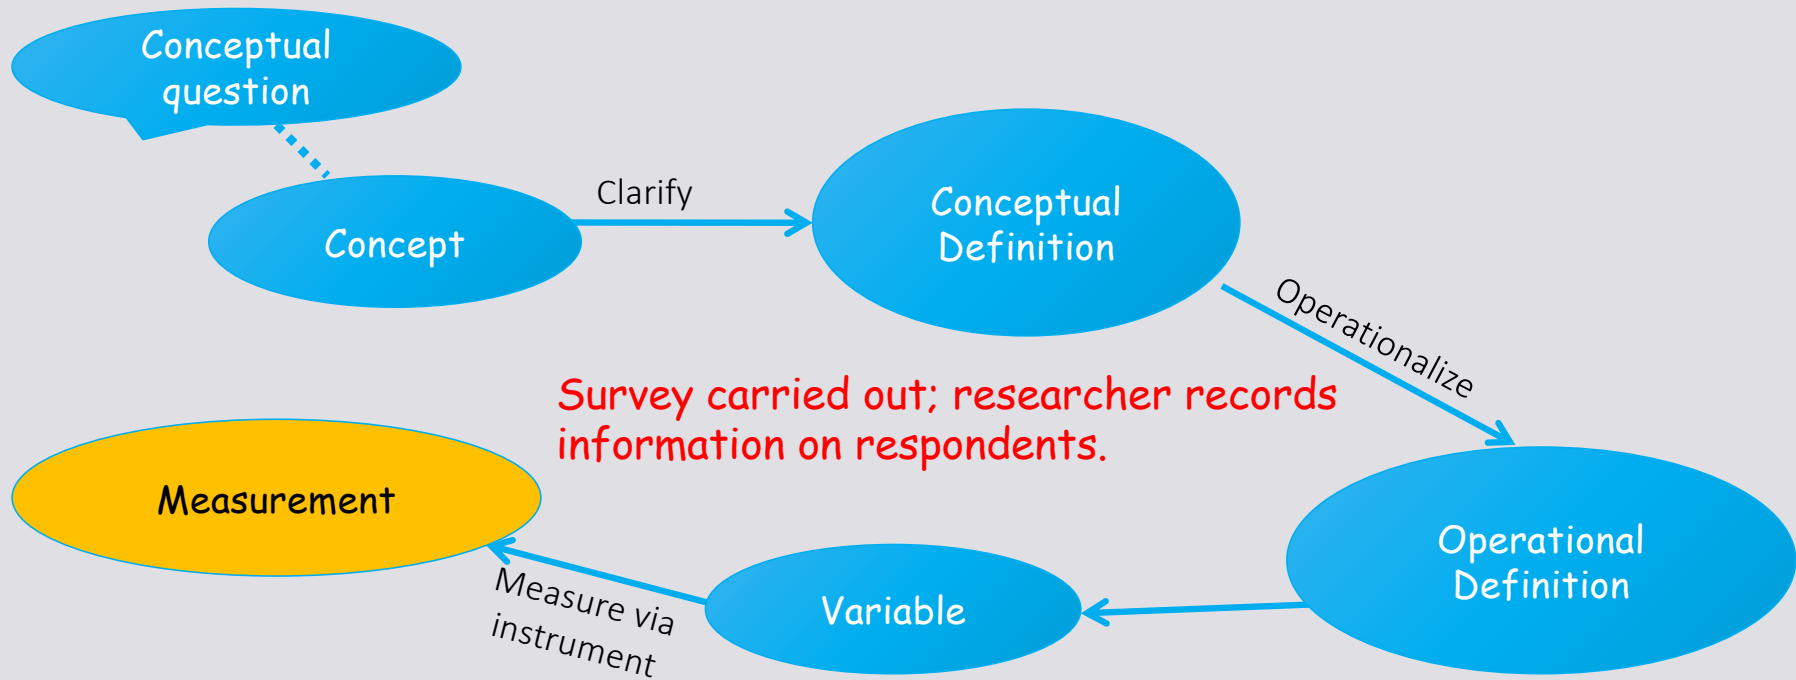 Conceptual
question
Concept
Clarify
Conceptual
Definition
Operationalize
Survey carried out; researcher records
information on respondents.
Operational
Definition
Variable
Measure via
instrument
Measurement